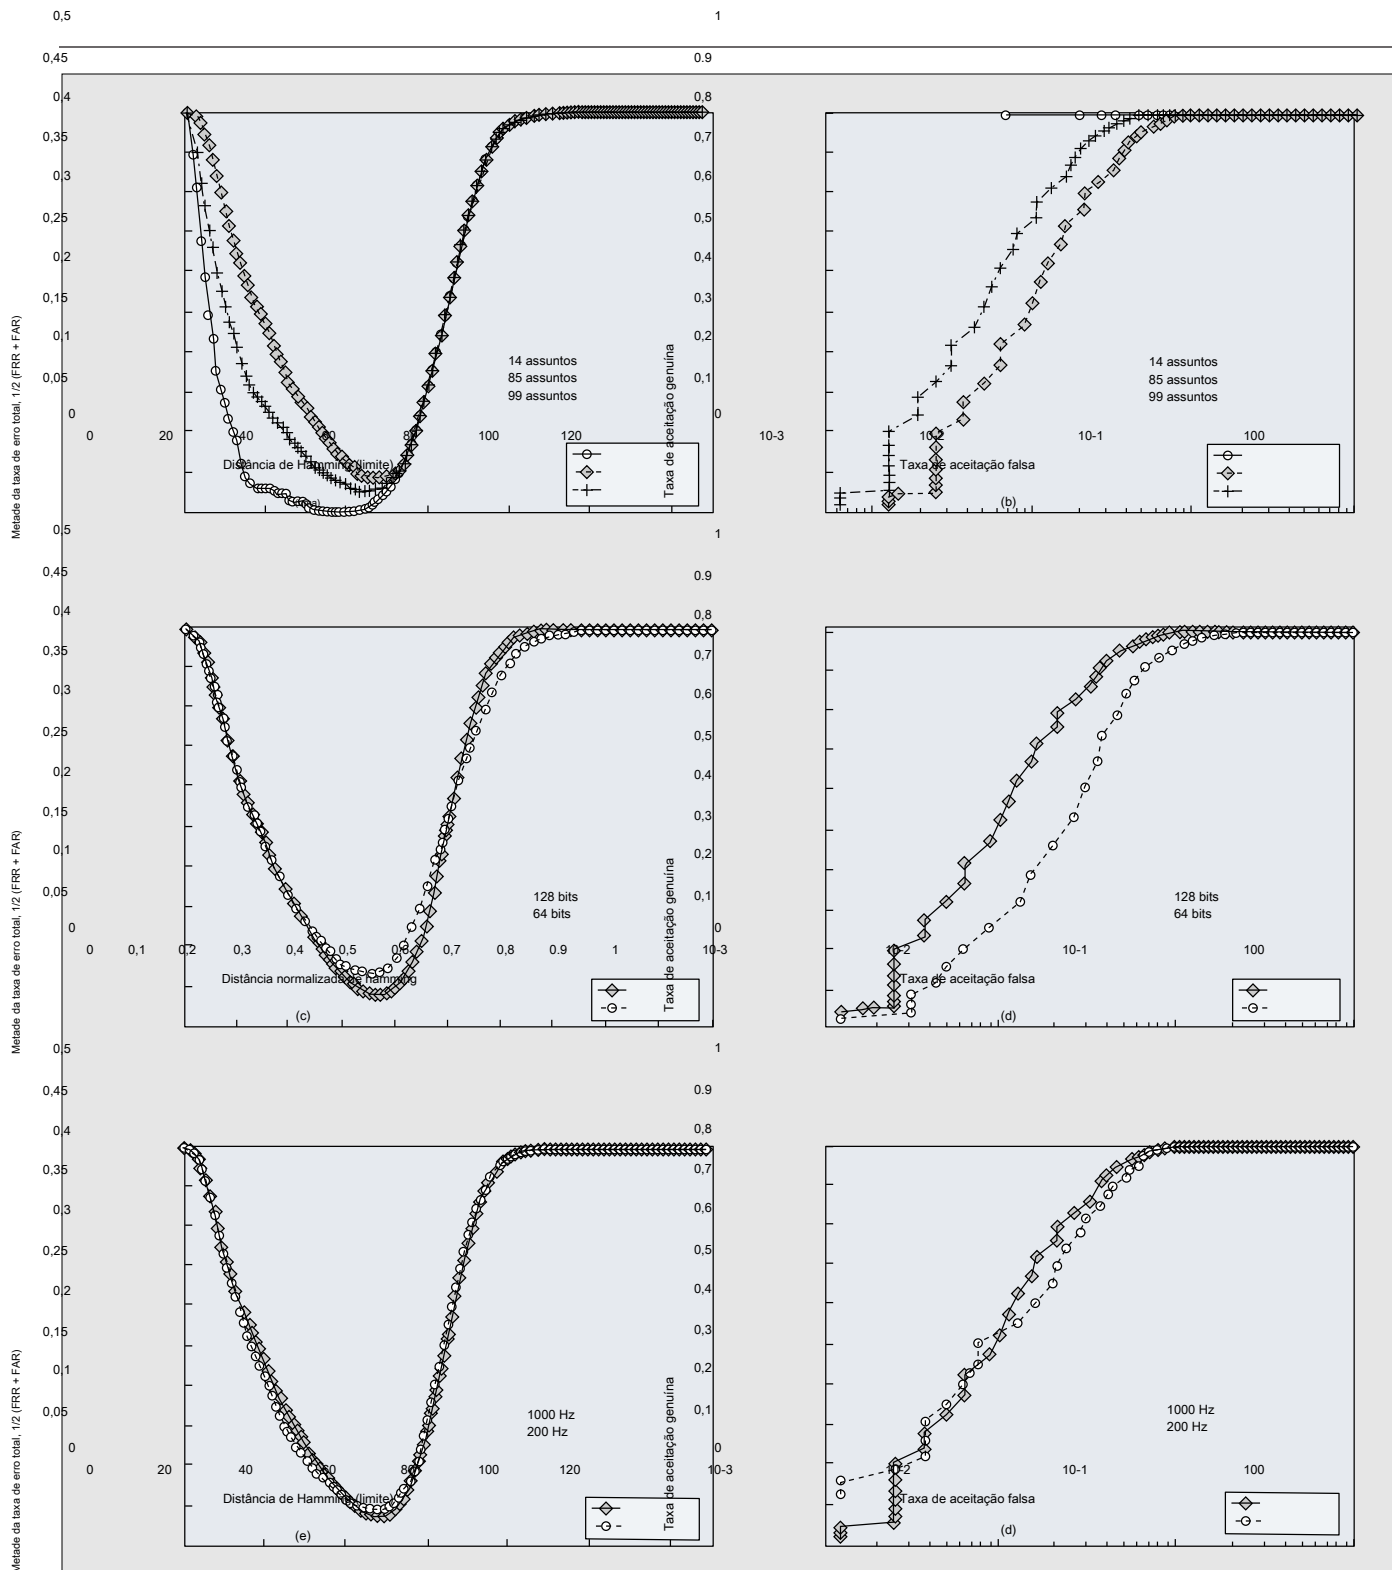 0,5
1
0,45
0.9
0.4
0,8
0,35
0,7
0,3
0,6
0,25
0,5
0,2
0,4
0,15
0,3
0,1
0,2
0,05
0,1
0
0
Metade da taxa de erro total, 1/2 (FRR + FAR)
14 assuntos
85 assuntos
99 assuntos
Taxa de aceitação genuína
14 assuntos
85 assuntos
99 assuntos
0 20 40 60 80 100 120
10-3 10-2 10-1 100
Distância de Hamming (limite)
Taxa de aceitação falsa
(b)
0,5
1
0,45
0.9
0,4
0,8
0,35
0,7
0,3
0,6
0,25
0,5
0,2
0,4
0,15
0,3
0,1
0,2
0,05
0,1
0
0
Metade da taxa de erro total, 1/2 (FRR + FAR)
128 bits
64 bits
Taxa de aceitação genuína
128 bits
64 bits
0 0,1 0,2 0,3 0,4 0,5 0,6 0,7 0,8 0.9 1
10-3 10-2 10-1 100
Distância normalizada de hamming
Taxa de aceitação falsa
(c)
(d)
0,5
1
0,45
0.9
0,4
0,8
0,35
0,7
0,3
0,6
0,25
0,5
0,2
0,4
0,15
0,3
0,1
0,2
0,05
0,1
0
0
Metade da taxa de erro total, 1/2 (FRR + FAR)
1000 Hz
200 Hz
Taxa de aceitação genuína
1000 Hz
200 Hz
0 20 40 60 80 100 120
10-3 10-2 10-1 100
Distância de Hamming (limite)
Taxa de aceitação falsa
(e)
(d)